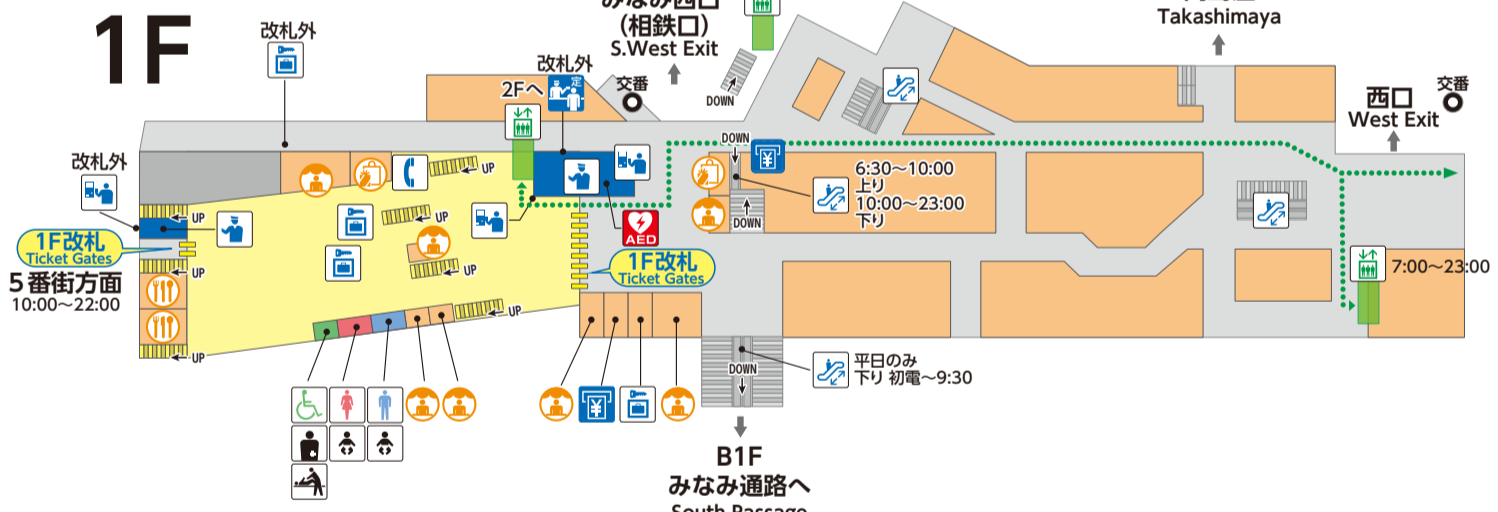 1F
改札外
みなみ西口
(相鉄口)
S.West Exit
Takashimaya
改札外
2Fへ
定
交番
DOWN
西口
West Exit
交番
改札外
UP
UP
DOWN
¥
6:30〜10:00
上り
10:00〜23:00
下り
UP
DOWN
AED
1F改札
Ticket Gates
5番街方面
10:00〜22:00
UP
UP
1F改札
Ticket Gates
7:00〜23:00
UP
UP
DOWN
平日のみ
下り 初電〜9:30
¥
B1F
みなみ通路へ
South Passage